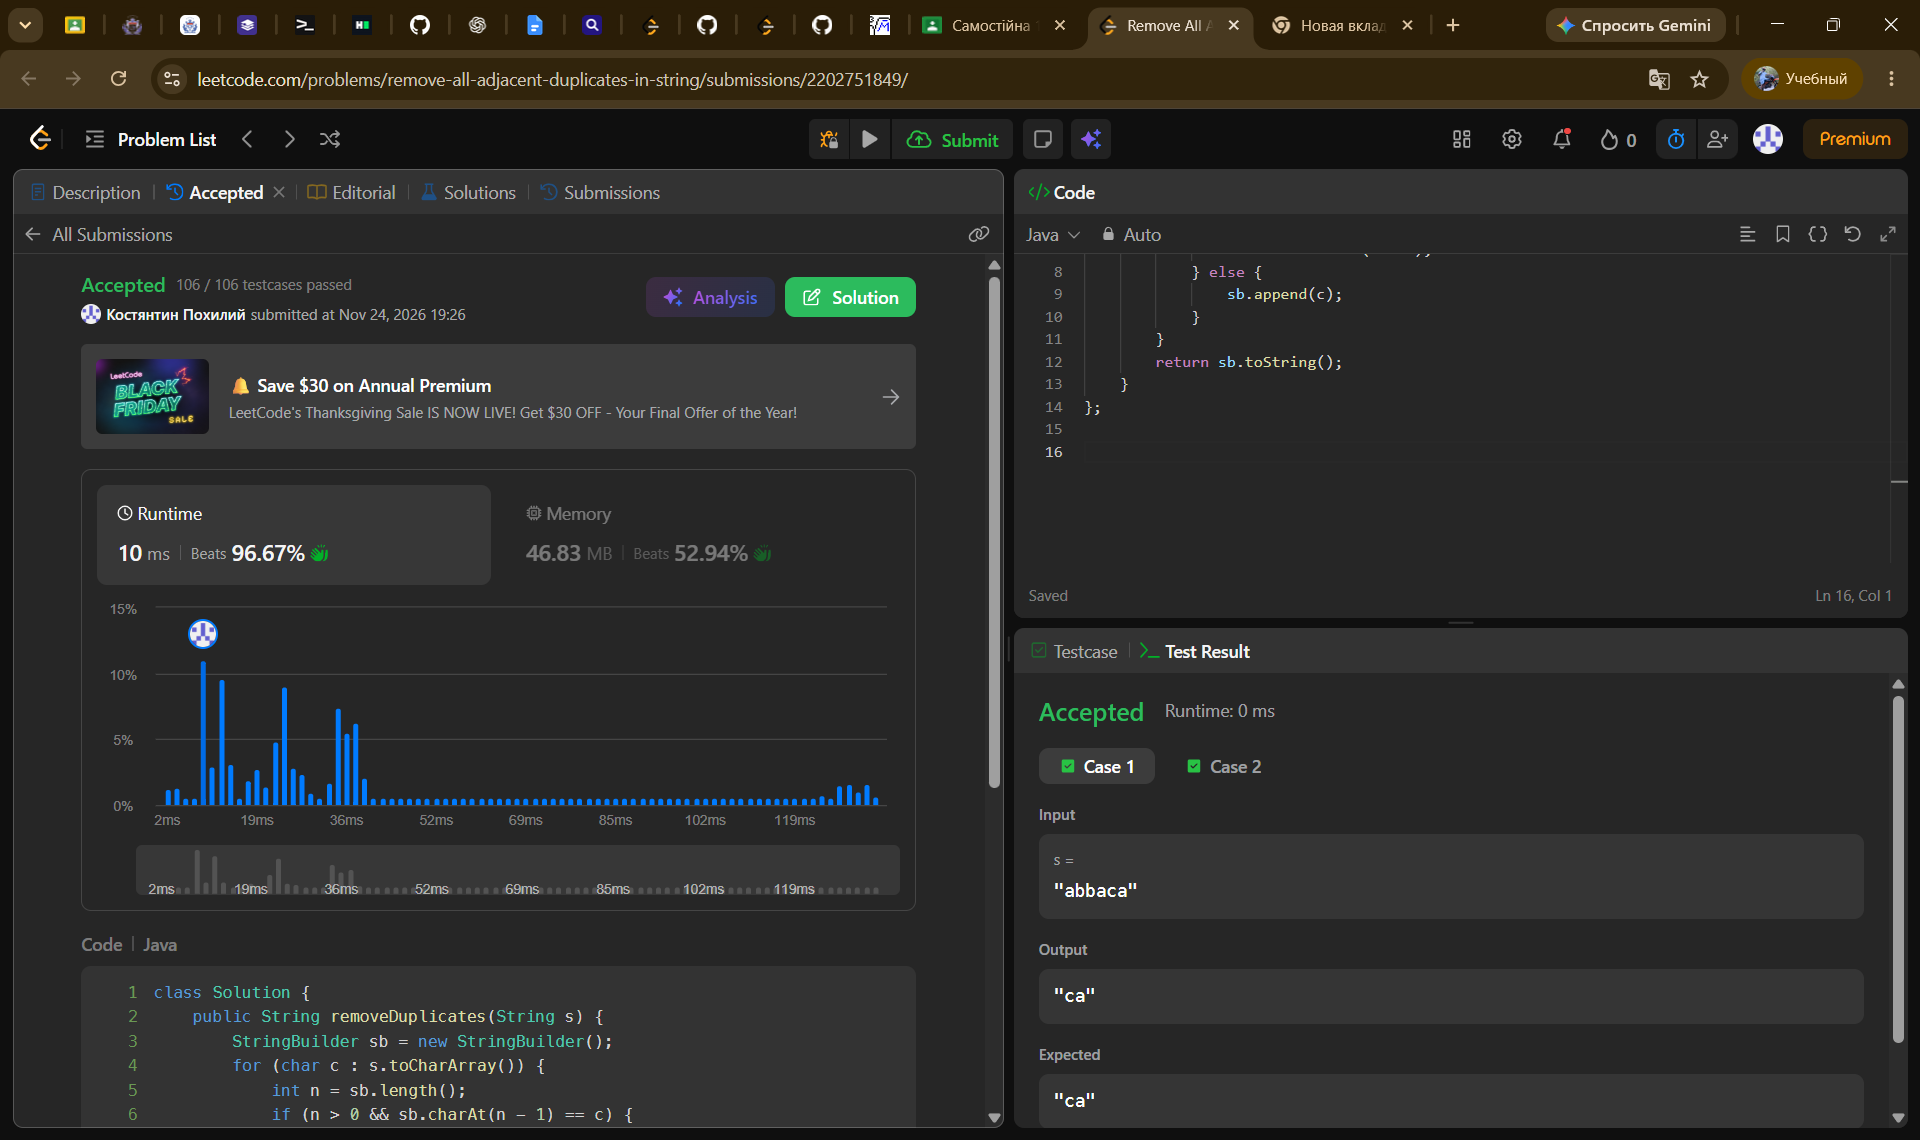 Самостійна
Remove All A
Новая вклад
Спросить Gemini
leetcode.com/problems/remove-all-adjacent-duplicates-in-string/submissions/2202751849/
Учебный
Problem List
Submit
0
Premium
Description
Accepted
Editorial
Solutions
Submissions
All Submissions
Accepted 106 / 106 testcases passed
Костянтин Похилий submitted at Nov 24, 2026 19:26
Analysis
Solution
LeetCode
BLACK
FRIDAY
SALE
Save $30 on Annual Premium
LeetCode's Thanksgiving Sale IS NOW LIVE! Get $30 OFF - Your Final Offer of the Year!
Runtime
10 ms | Beats 96.67%
Memory
46.83 MB | Beats 52.94%
15%
10%
5%
0%
2ms 19ms 36ms 52ms 69ms 85ms 102ms 119ms
2ms 19ms 36ms 52ms 69ms 85ms 102ms 119ms
Code | Java
1 class Solution {
2 public String removeDuplicates(String s) {
3 StringBuilder sb = new StringBuilder();
4 for (char c : s.toCharArray()) {
5 int n = sb.length();
6 if (n > 0 && sb.charAt(n - 1) == c) {
</> Code
Java
Auto
8 } else {
9 sb.append(c);
10 }
11 }
12 return sb.toString();
13 }
14 };
15
16
Saved
Ln 16, Col 1
Testcase
Test Result
Accepted Runtime: 0 ms
Case 1
Case 2
Input
s =
"abbaca"
Output
"ca"
Expected
"ca"